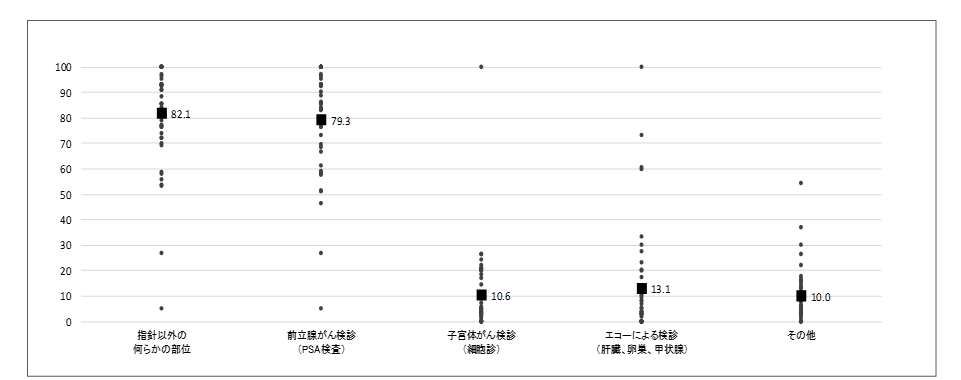 100
90
80
70
60
50
40
30
20
10
0
82.1
79.3
10.6
13.1
10.0
指針以外の
何らかの部位
前立腺がん検診
（PSA検査）
子宮体がん検診
（細胞診）
エコーによる検診
（肝臓、卵巣、甲状腺）
その他